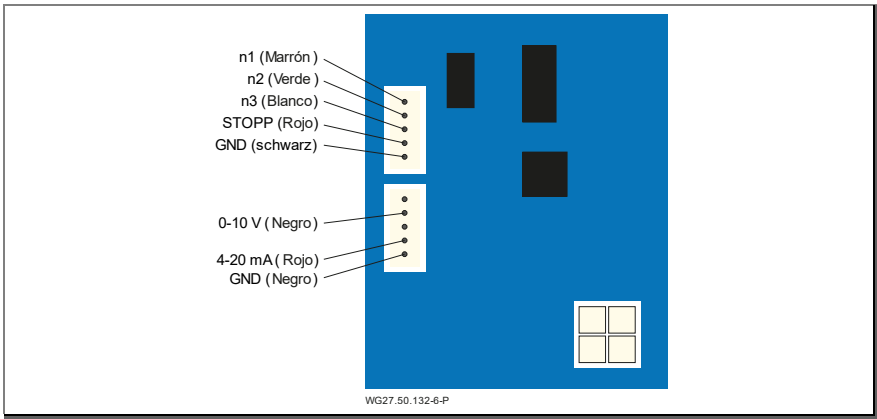 n1 (Marrón )
n2 (Verde )
n3 (Blanco)
STOPP (Rojo)
GND (schwarz)
0-10 V ( Negro)
4-20 mA ( Rojo)
GND (Negro)
WG27.50.132-6-P